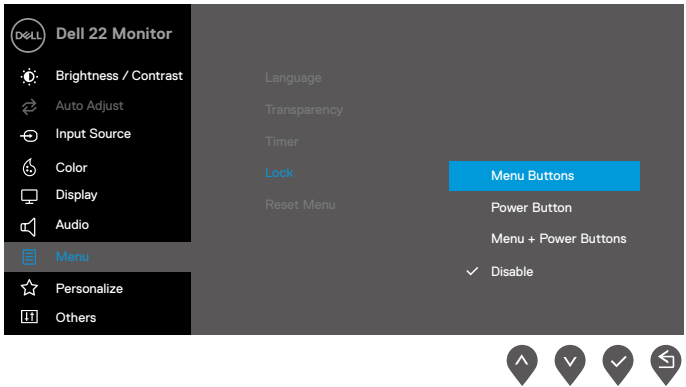 DELL Dell 22 Monitor
Brightness / Contrast
Auto Adjust
Input Source
Color
Display
Audio
Menu
Personalize
Others
Language
Transparency
Timer
Lock
Reset Menu
Menu Buttons
Power Button
Menu + Power Buttons
Disable